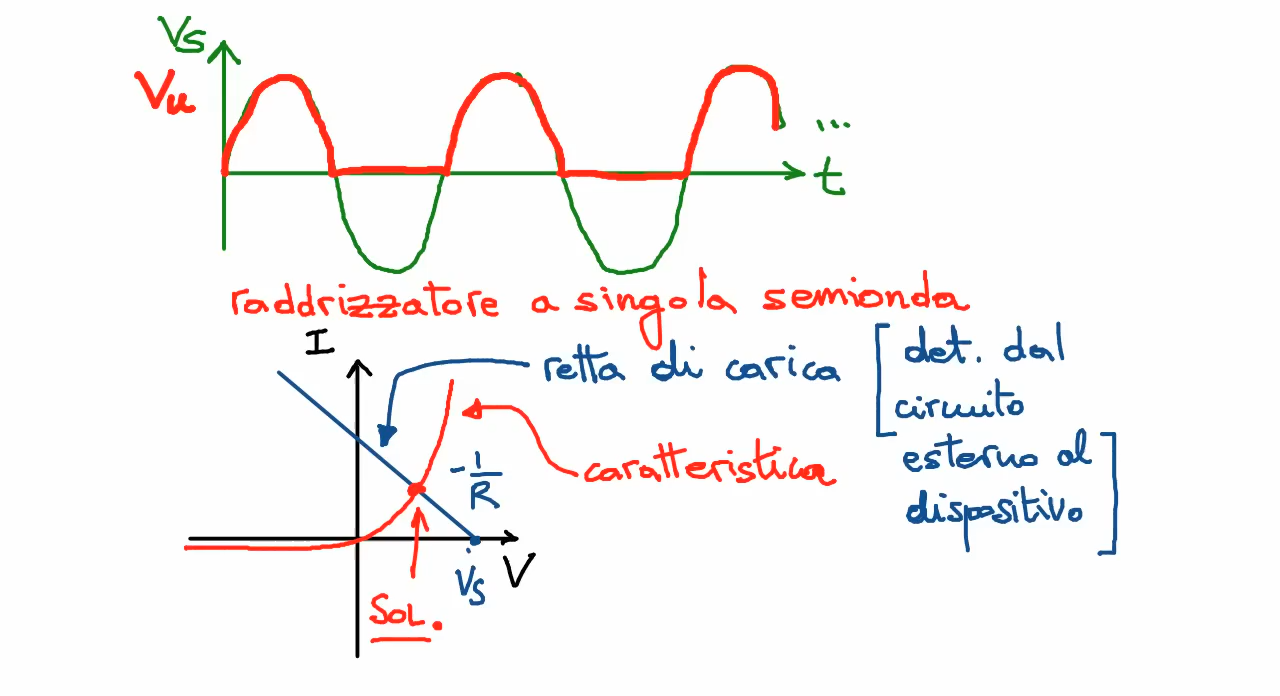 Vs
Vu
...
t
raddrizzatore a singola semionda
I
retta di carica
[det. dal
circuito
esterno al
dispositivo]
caratteristica
-1/R
Vs
V
SOL.